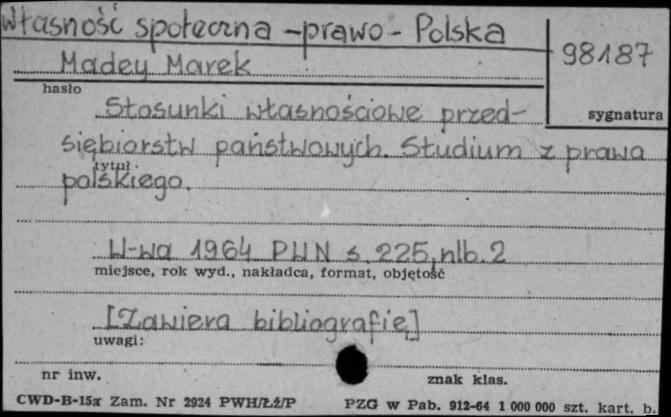 Własność społeczna - prawo - Polska
98187
Madey Marek
hasło
Stosunki własnościowe przed-
sygnatura
siębiorstw państwowych. Studium z prawa
tytuł
polskiego.
W-wa 1964 PWN s. 225, nlb. 2
miejsce, rok wyd., nakładca, format, objętość
[Zawiera bibliografię]
uwagi:
nr inw.
znak klas.
CWD-B-15a Zam. Nr 2924 PWH/Łź/P
PZG w Pab. 912-64 1 000 000 szt. kart. b.